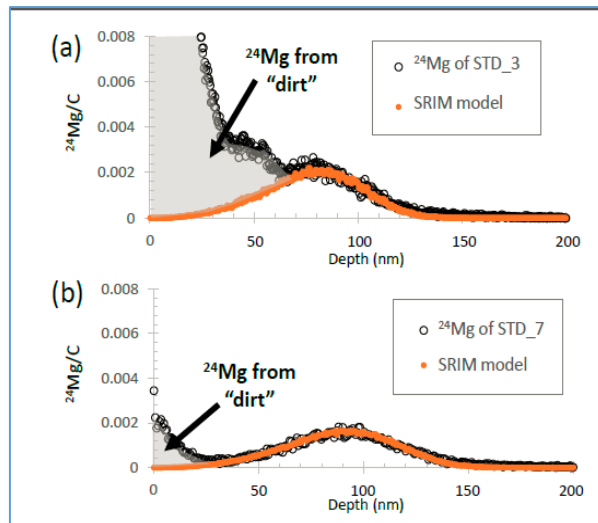 (a)
0.008
0.006
0.004
0.002
0
²⁴Mg/C
²⁴Mg from
“dirt”
²⁴Mg of STD_3
SRIM model
0
50
100
150
200
Depth (nm)
(b)
0.008
0.006
0.004
0.002
0
²⁴Mg/C
²⁴Mg from
“dirt”
²⁴Mg of STD_7
SRIM model
0
50
100
150
200
Depth (nm)